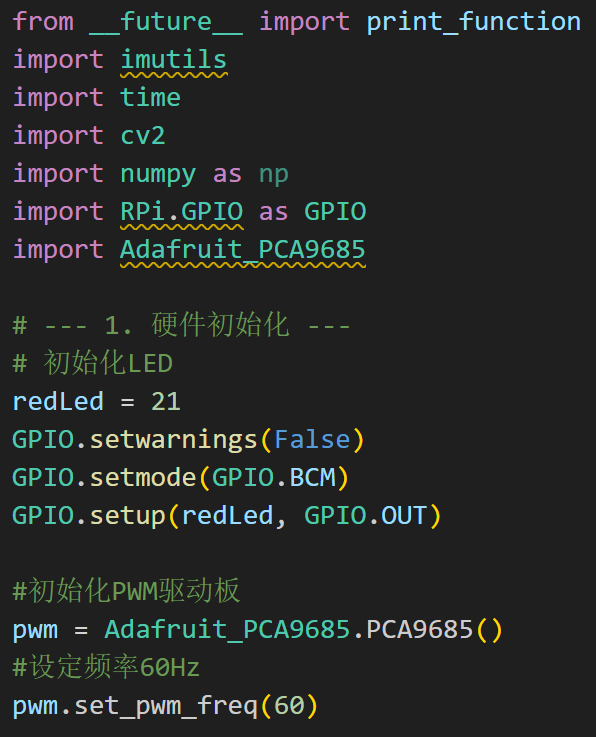 from __future__ import print_function
import imutils
import time
import cv2
import numpy as np
import RPi.GPIO as GPIO
import Adafruit_PCA9685
# --- 1. 硬件初始化 ---
# 初始化LED
redLed = 21
GPIO.setwarnings(False)
GPIO.setmode(GPIO.BCM)
GPIO.setup(redLed, GPIO.OUT)
#初始化PWM驱动板
pwm = Adafruit_PCA9685.PCA9685()
#设定频率60Hz
pwm.set_pwm_freq(60)